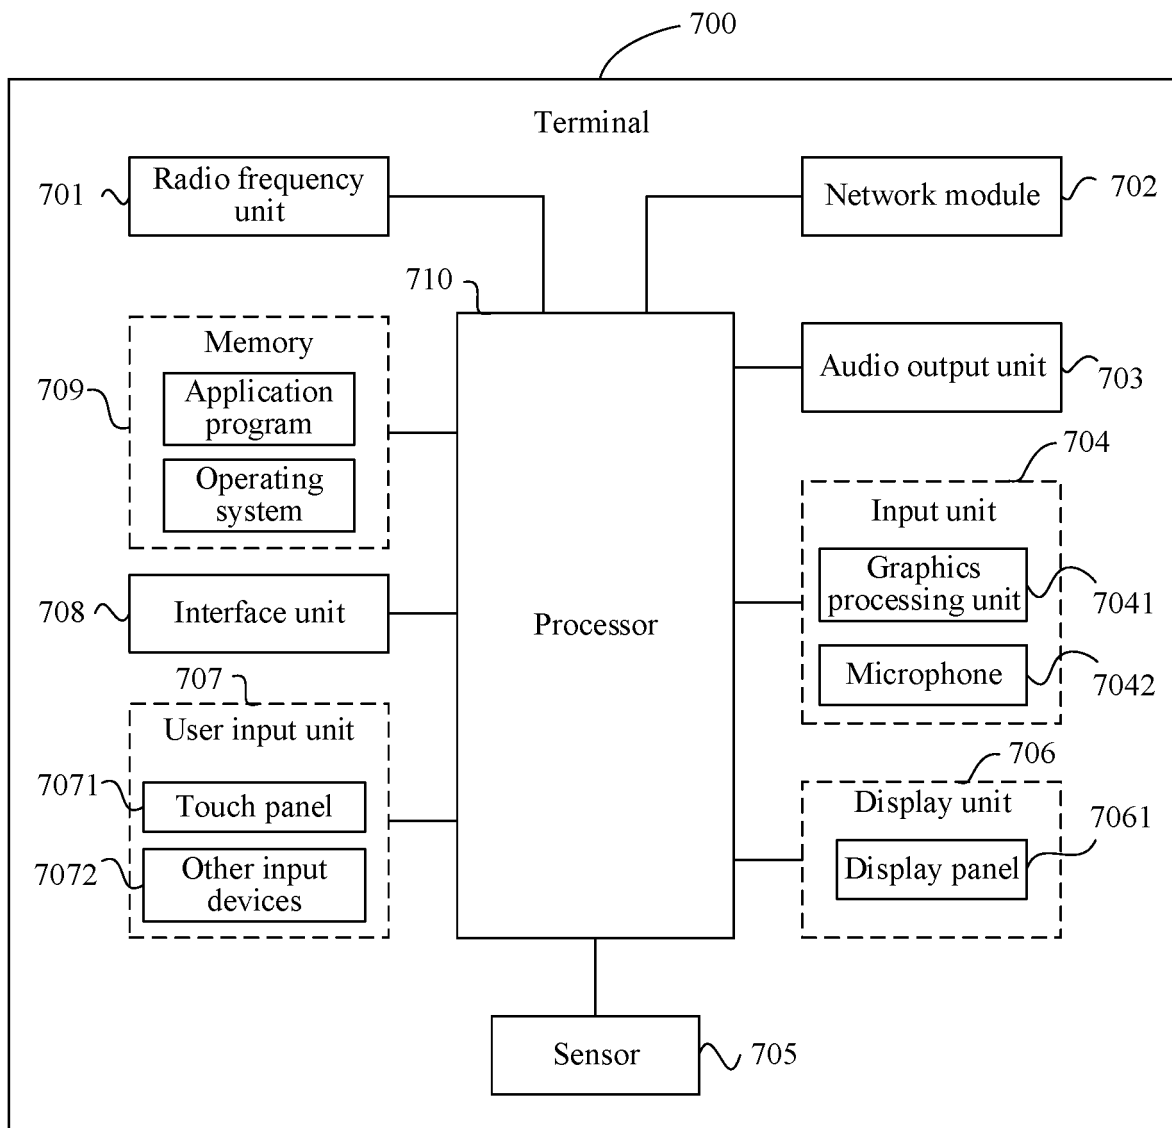 700
Terminal
701
Radio frequency
unit
Network module
702
710
Memory
709
Application
program
Operating
system
Audio output unit
703
704
Input unit
Graphics
processing unit
7041
Microphone
7042
708
Interface unit
Processor
707
User input unit
7071
Touch panel
7072
Other input
devices
706
Display unit
7061
Display panel
Sensor
705